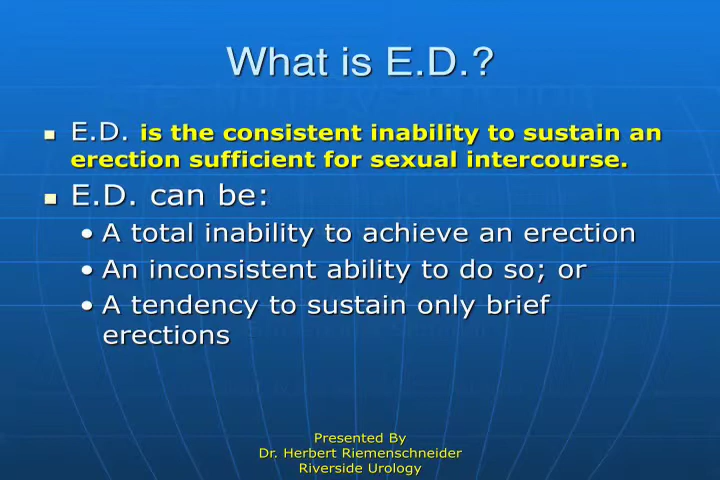 What is E.D.?
E.D. is the consistent inability to sustain an
erection sufficient for sexual intercourse.
E.D. can be:
• A total inability to achieve an erection
• An inconsistent ability to do so; or
• A tendency to sustain only brief
erections
Presented By
Dr. Herbert Riemenschneider
Riverside Urology